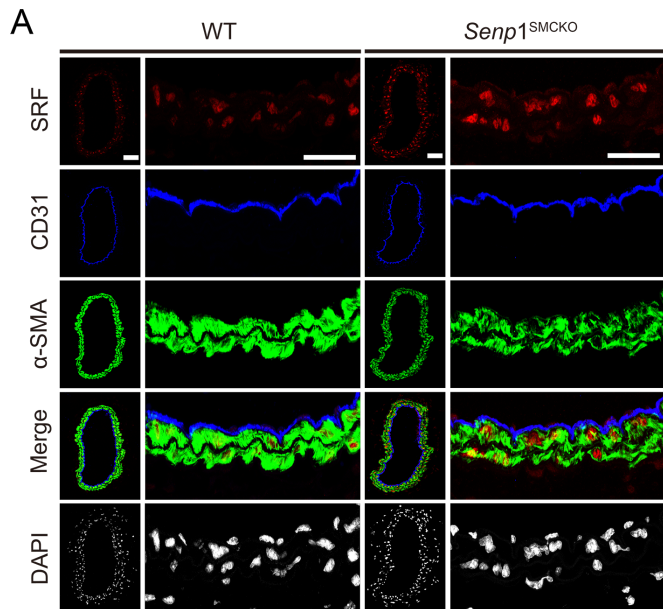 A
WT
Senp1SMCKO
SRF
CD31
α-SMA
Merge
DAPI